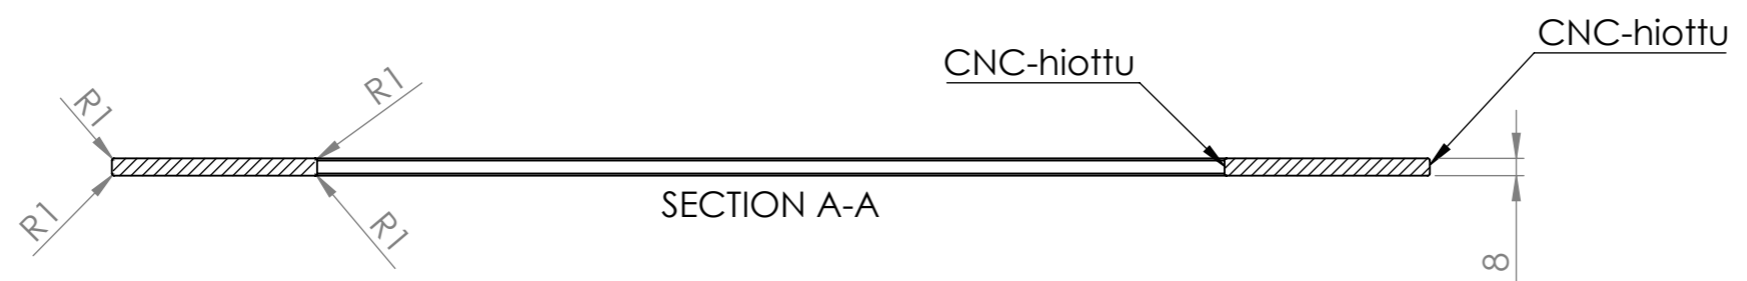 CNC-hiottu
CNC-hiottu
R1
R1
SECTION A-A
R1
R1
8